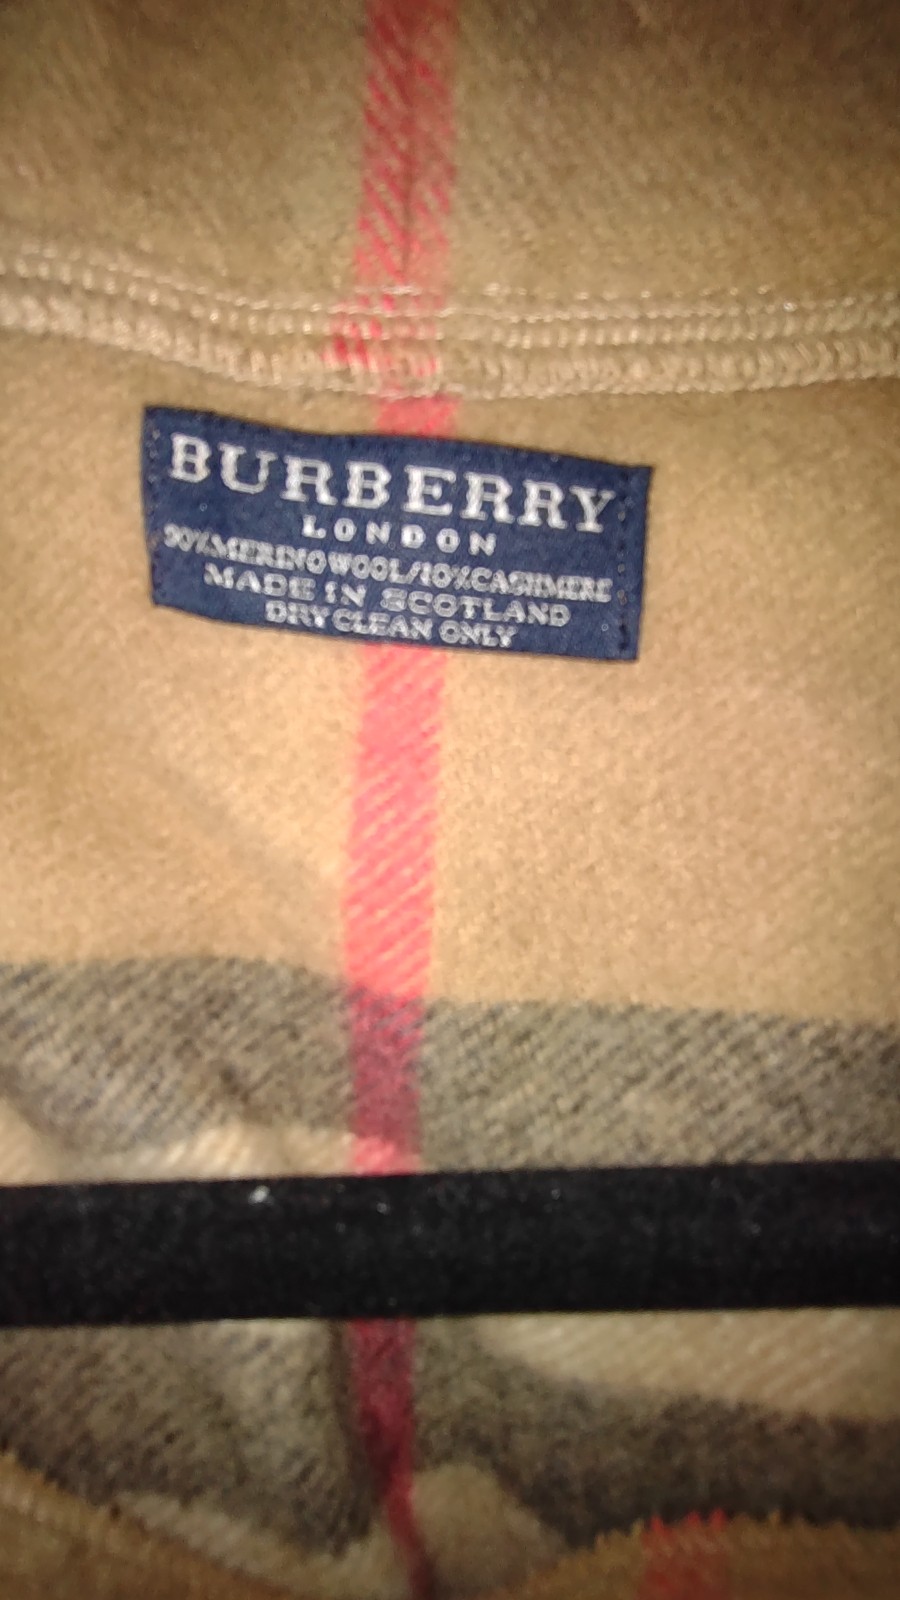 BURBERRY
LONDON
90%MERINO WOOL/10%CASHMERE
MADE IN SCOTLAND
DRY CLEAN ONLY